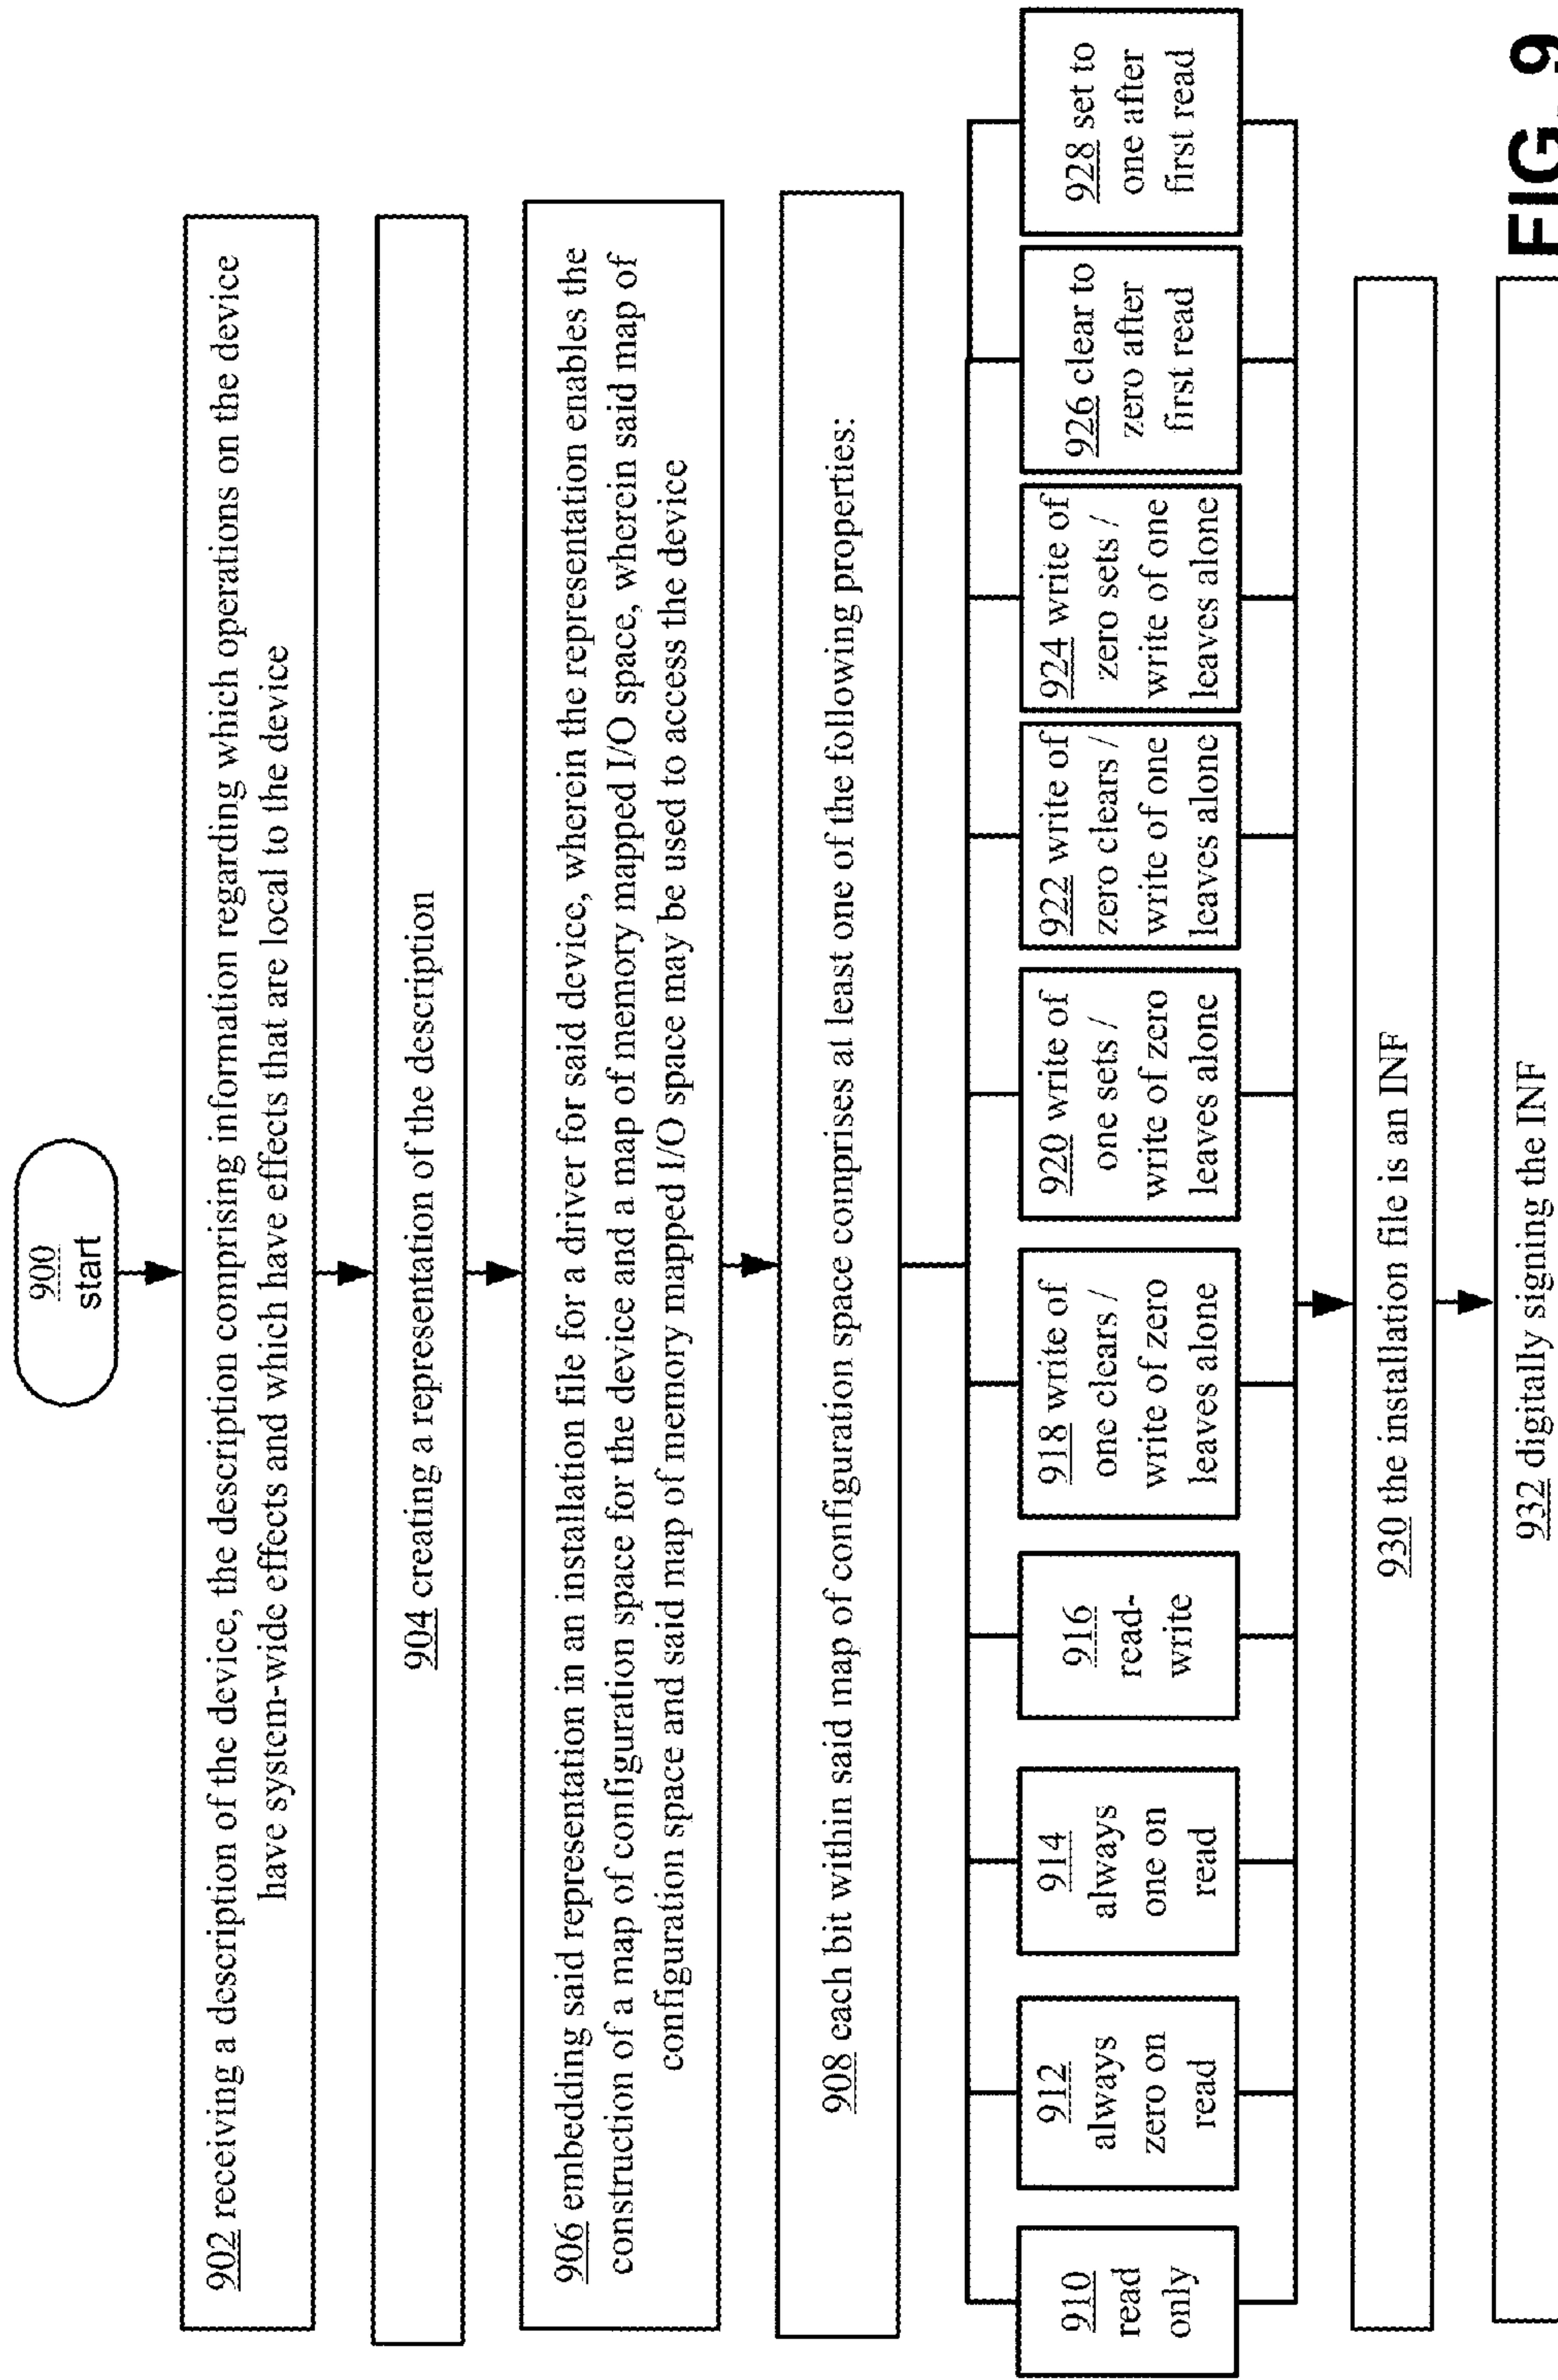 900
start
902 receiving a description of the device, the description comprising information regarding which operations on the device
have system-wide effects and which have effects that are local to the device
904 creating a representation of the description
906 embedding said representation in an installation file for a driver for said device, wherein the representation enables the
construction of a map of configuration space for the device and a map of memory mapped I/O space, wherein said map of
configuration space and said map of memory mapped I/O space may be used to access the device
908 each bit within said map of configuration space comprises at least one of the following properties:
910
read
only
912
always
zero on
read
914
always
one on
read
916
read-
write
918 write of
one clears /
write of zero
leaves alone
920 write of
one sets /
write of zero
leaves alone
922 write of
zero clears /
write of one
leaves alone
924 write of
zero sets /
write of one
leaves alone
926 clear to
zero after
first read
928 set to
one after
first read
930 the installation file is an INF
932 digitally signing the INF
FIG. 9